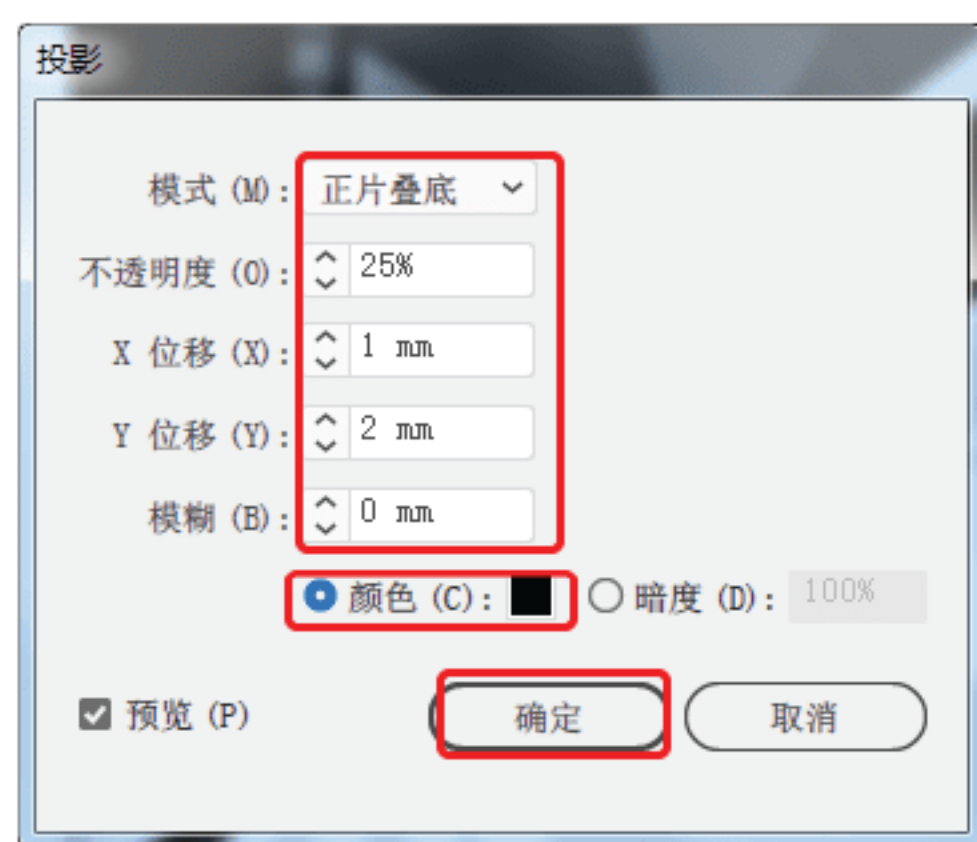 投影
模式 (M): 正片叠底
不透明度 (O): 25%
X 位移 (X): 1 mm
Y 位移 (Y): 2 mm
模糊 (B): 0 mm
颜色 (C): 暗度 (D): 100%
预览 (P) 确定 取消